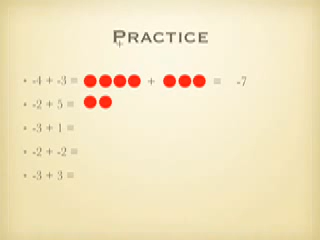 PRACTICE
• -4 + -3 = + = -7
• -2 + 5 =
• -3 + 1 =
• -2 + -2 =
• -3 + 3 =